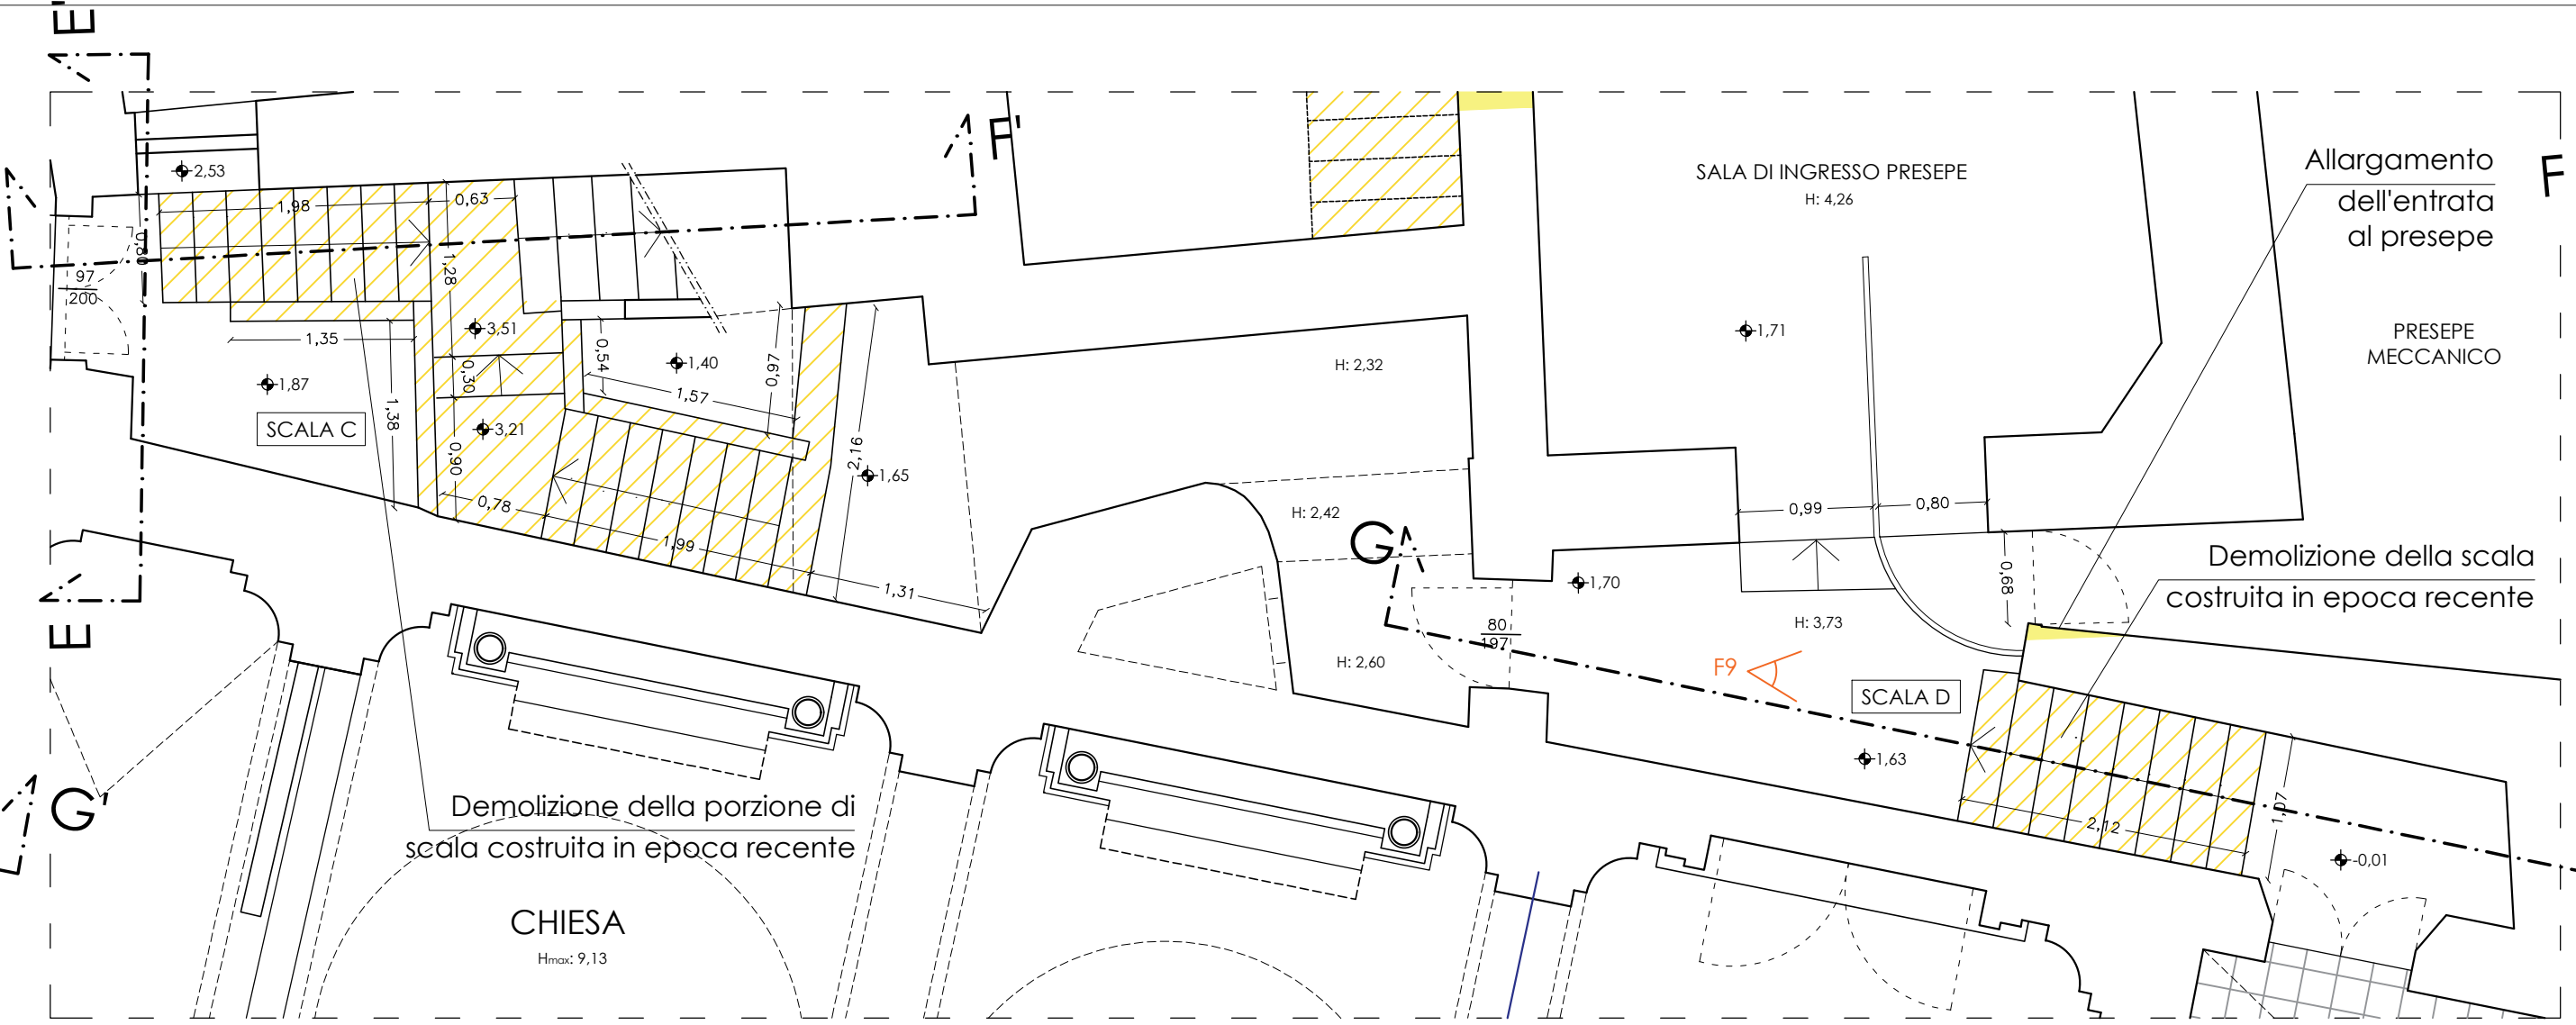 E'
F'
F
2,53
SALA DI INGRESSO PRESEPE
H: 4,26
Allargamento
dell'entrata
al presepe
1,98
0,63
0,80
97
200
1,28
3,51
1,35
1,87
SCALA C
1,38
0,30
3,21
0,90
0,54
1,40
0,97
1,57
2,16
1,65
0,78
1,99
1,31
H: 2,32
H: 2,42
H: 2,60
1,71
PRESEPE
MECCANICO
0,99
0,80
0,68
G
1,70
80
197
H: 3,73
F9
SCALA D
1,63
Demolizione della scala
costruita in epoca recente
2,12
1,07
-0,01
E
G'
Demolizione della porzione di
scala costruita in epoca recente
CHIESA
Hmax: 9,13